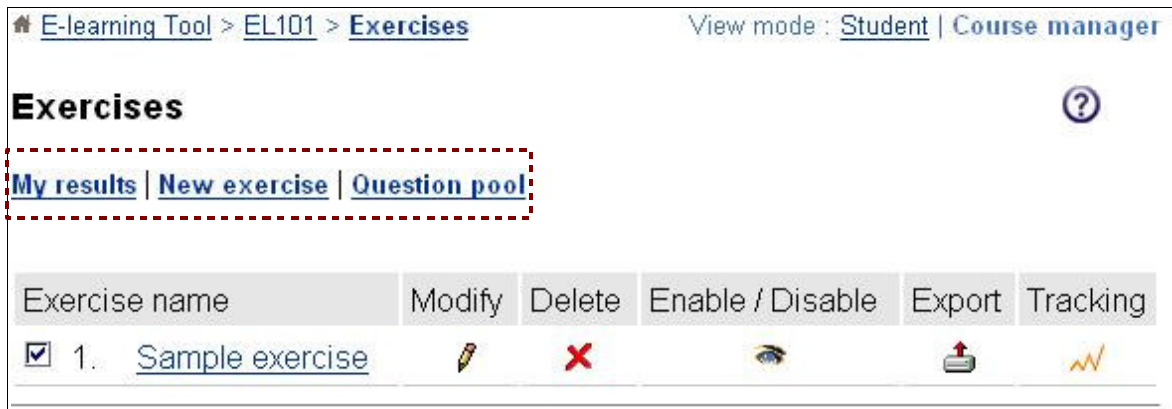 E-learning Tool > EL101 > Exercises View mode : Student | Course manager
Exercises
My results | New exercise | Question pool
Exercise name Modify Delete Enable / Disable Export Tracking
1. Sample exercise